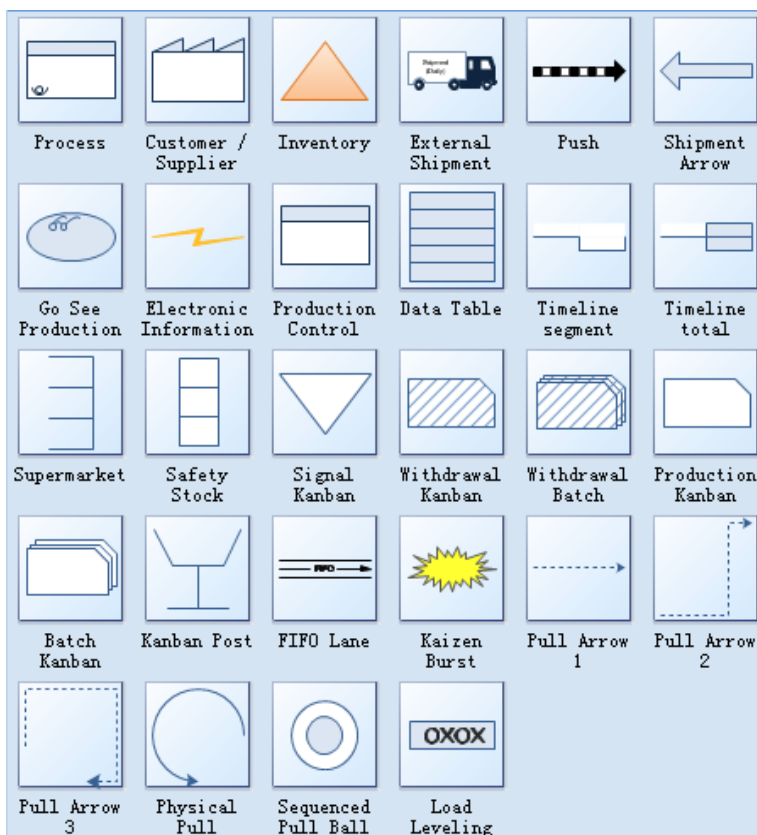 Shipment
(Daily)
Process
Customer /
Supplier
Inventory
External
Shipment
Push
Shipment
Arrow
Go See
Production
Electronic
Information
Production
Control
Data Table
Timeline
segment
Timeline
total
Supermarket
Safety
Stock
Signal
Kanban
Withdrawal
Kanban
Withdrawal
Batch
Production
Kanban
FIFO
Batch
Kanban
Kanban Post
FIFO Lane
Kaizen
Burst
Pull Arrow
1
Pull Arrow
2
OXOX
Pull Arrow
3
Physical
Pull
Sequenced
Pull Ball
Load
Leveling